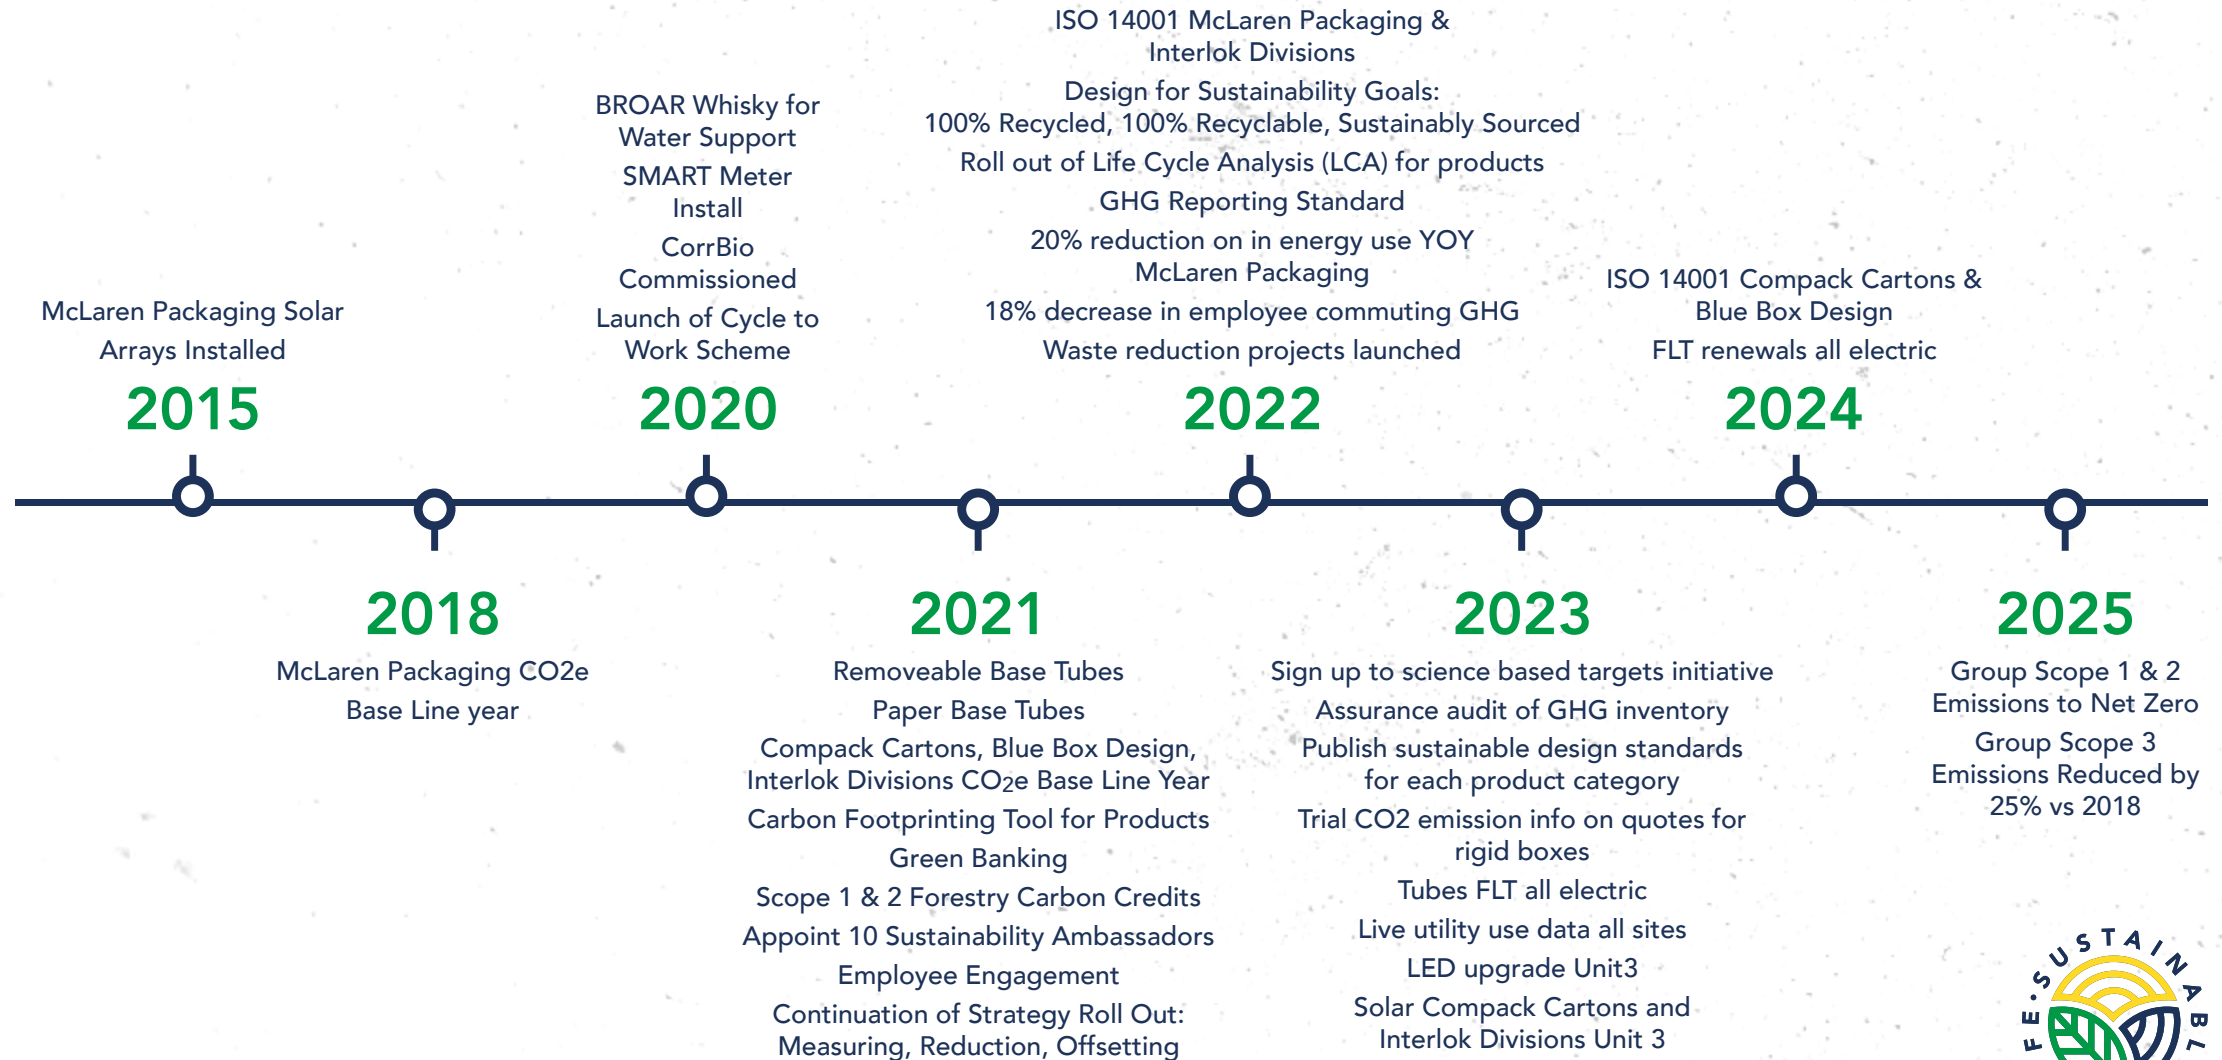 McLaren Packaging Solar
Arrays Installed
2015
McLaren Packaging CO2e
Base Line year
2018
BROAR Whisky for
Water Support
SMART Meter
Install
CorrBio
Commissioned
Launch of Cycle to
Work Scheme
2020
2021
Removeable Base Tubes
Paper Base Tubes
Compack Cartons, Blue Box Design,
Interlok Divisions CO2e Base Line Year
Carbon Footprinting Tool for Products
Green Banking
Scope 1 & 2 Forestry Carbon Credits
Appoint 10 Sustainability Ambassadors
Employee Engagement
Continuation of Strategy Roll Out:
Measuring, Reduction, Offsetting
ISO 14001 McLaren Packaging &
Interlok Divisions
Design for Sustainability Goals:
100% Recycled, 100% Recyclable, Sustainably Sourced
Roll out of Life Cycle Analysis (LCA) for products
GHG Reporting Standard
20% reduction on in energy use YOY
McLaren Packaging
18% decrease in employee commuting GHG
Waste reduction projects launched
2022
2023
Sign up to science based targets initiative
Assurance audit of GHG inventory
Publish sustainable design standards
for each product category
Trial CO2 emission info on quotes for
rigid boxes
Tubes FLT all electric
Live utility use data all sites
LED upgrade Unit3
Solar Compack Cartons and
Interlok Divisions Unit 3
ISO 14001 Compack Cartons &
Blue Box Design
FLT renewals all electric
2024
2025
Group Scope 1 & 2
Emissions to Net Zero
Group Scope 3
Emissions Reduced by
25% vs 2018
FE·SUSTAINABL